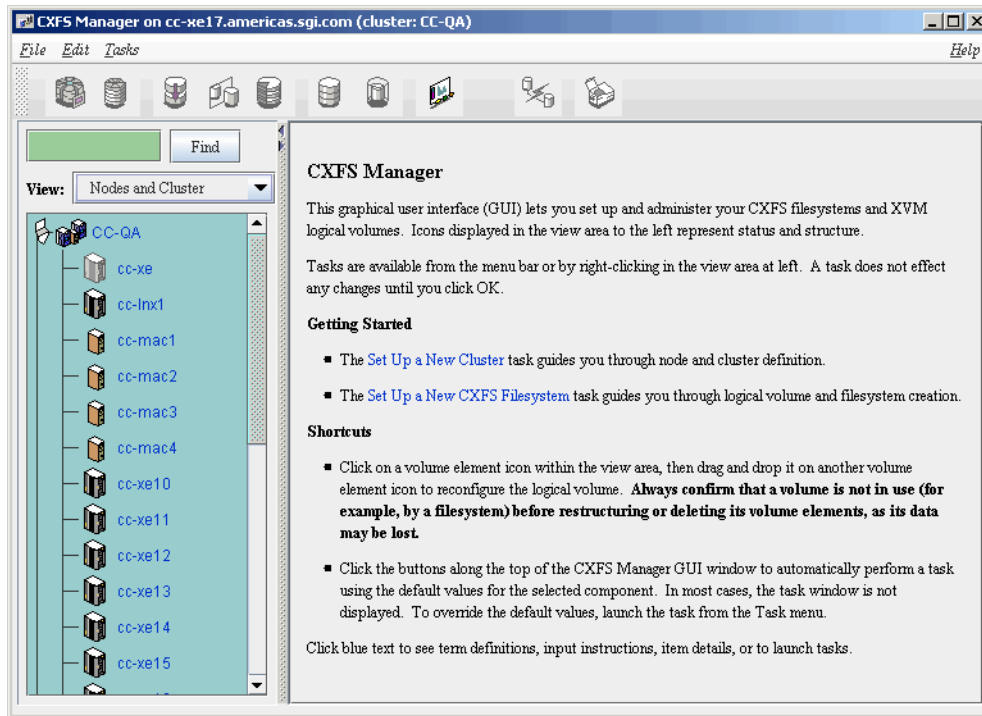 CXFS Manager on cc-xe17.americas.sgi.com (cluster: CC-QA)
File Edit Tasks Help
Find
View: Nodes and Cluster
CC-QA
cc-xe
cc-lnx1
cc-mac1
cc-mac2
cc-mac3
cc-mac4
cc-xe10
cc-xe11
cc-xe12
cc-xe13
cc-xe14
cc-xe15
CXFS Manager
This graphical user interface (GUI) lets you set up and administer your CXFS filesystems and XVM
logical volumes. Icons displayed in the view area to the left represent status and structure.
Tasks are available from the menu bar or by right-clicking in the view area at left. A task does not effect
any changes until you click OK.
Getting Started
The Set Up a New Cluster task guides you through node and cluster definition.
The Set Up a New CXFS Filesystem task guides you through logical volume and filesystem creation.
Shortcuts
Click on a volume element icon within the view area, then drag and drop it on another volume
element icon to reconfigure the logical volume. Always confirm that a volume is not in use (for
example, by a filesystem) before restructuring or deleting its volume elements, as its data
may be lost.
Click the buttons along the top of the CXFS Manager GUI window to automatically perform a task
using the default values for the selected component. In most cases, the task window is not
displayed. To override the default values, launch the task from the Task menu.
Click blue text to see term definitions, input instructions, item details, or to launch tasks.